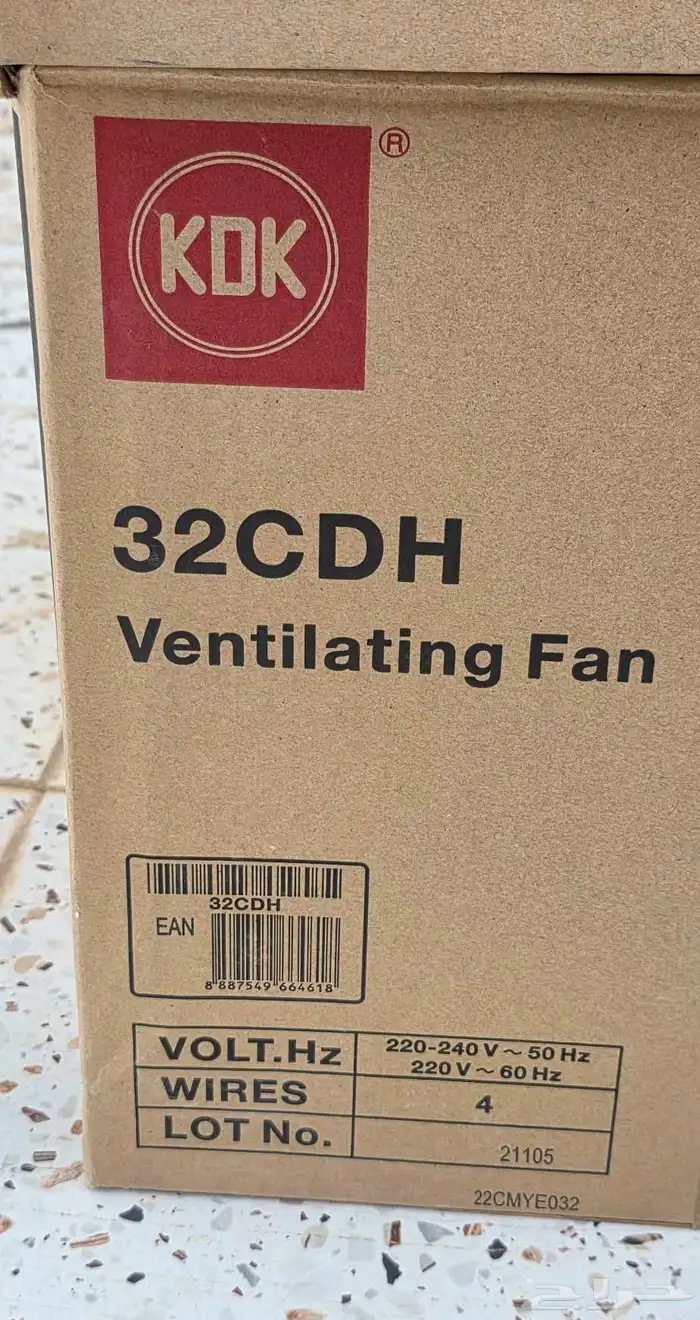 KDK ®
32CDH
Ventilating Fan
32CDH
EAN
8 887549 664618
VOLT.Hz 220-240 V ~ 50 Hz
220 V ~ 60 Hz
WIRES 4
LOT No. 21105
22CMYE032
حراج